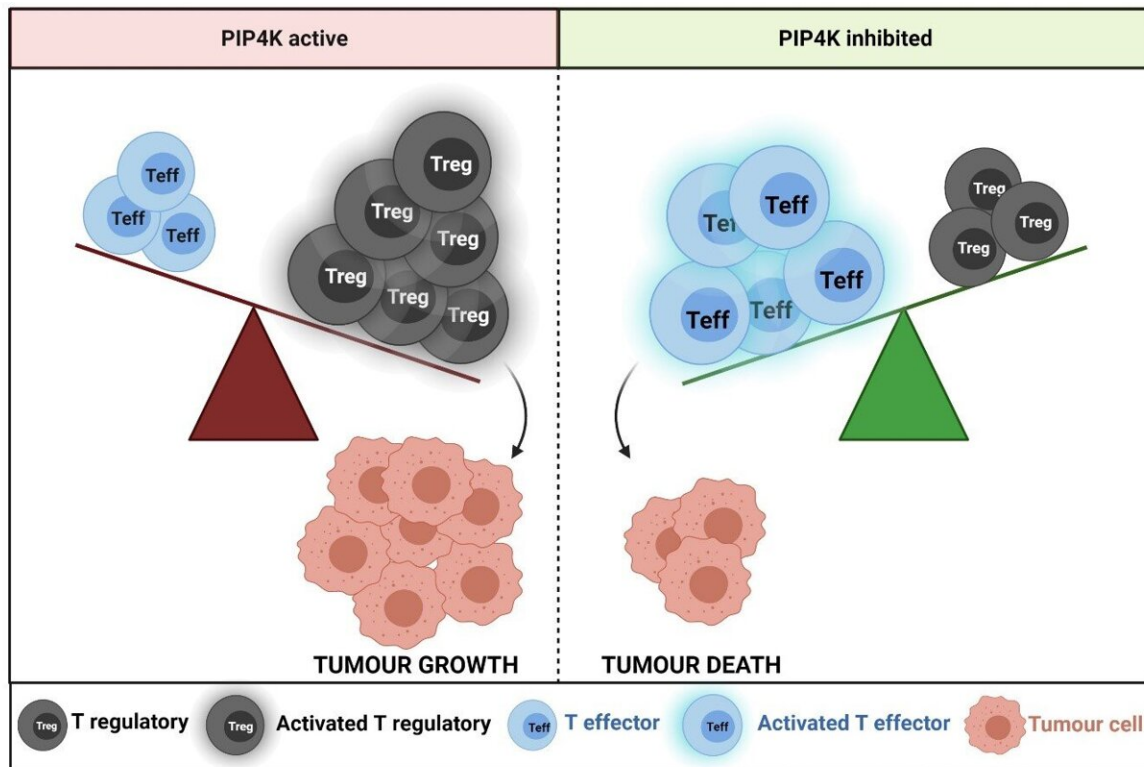 PIP4K active
PIP4K inhibited
Teff
Teff
Teff
Treg
Treg
Treg
Treg
Treg
Treg
Teff
Teff
Teff
Teff
Teff
Treg
Treg
Treg
TUMOUR GROWTH
TUMOUR DEATH
Treg T regulatory
Treg Activated T regulatory
Teff T effector
Teff Activated T effector
Tumour cell